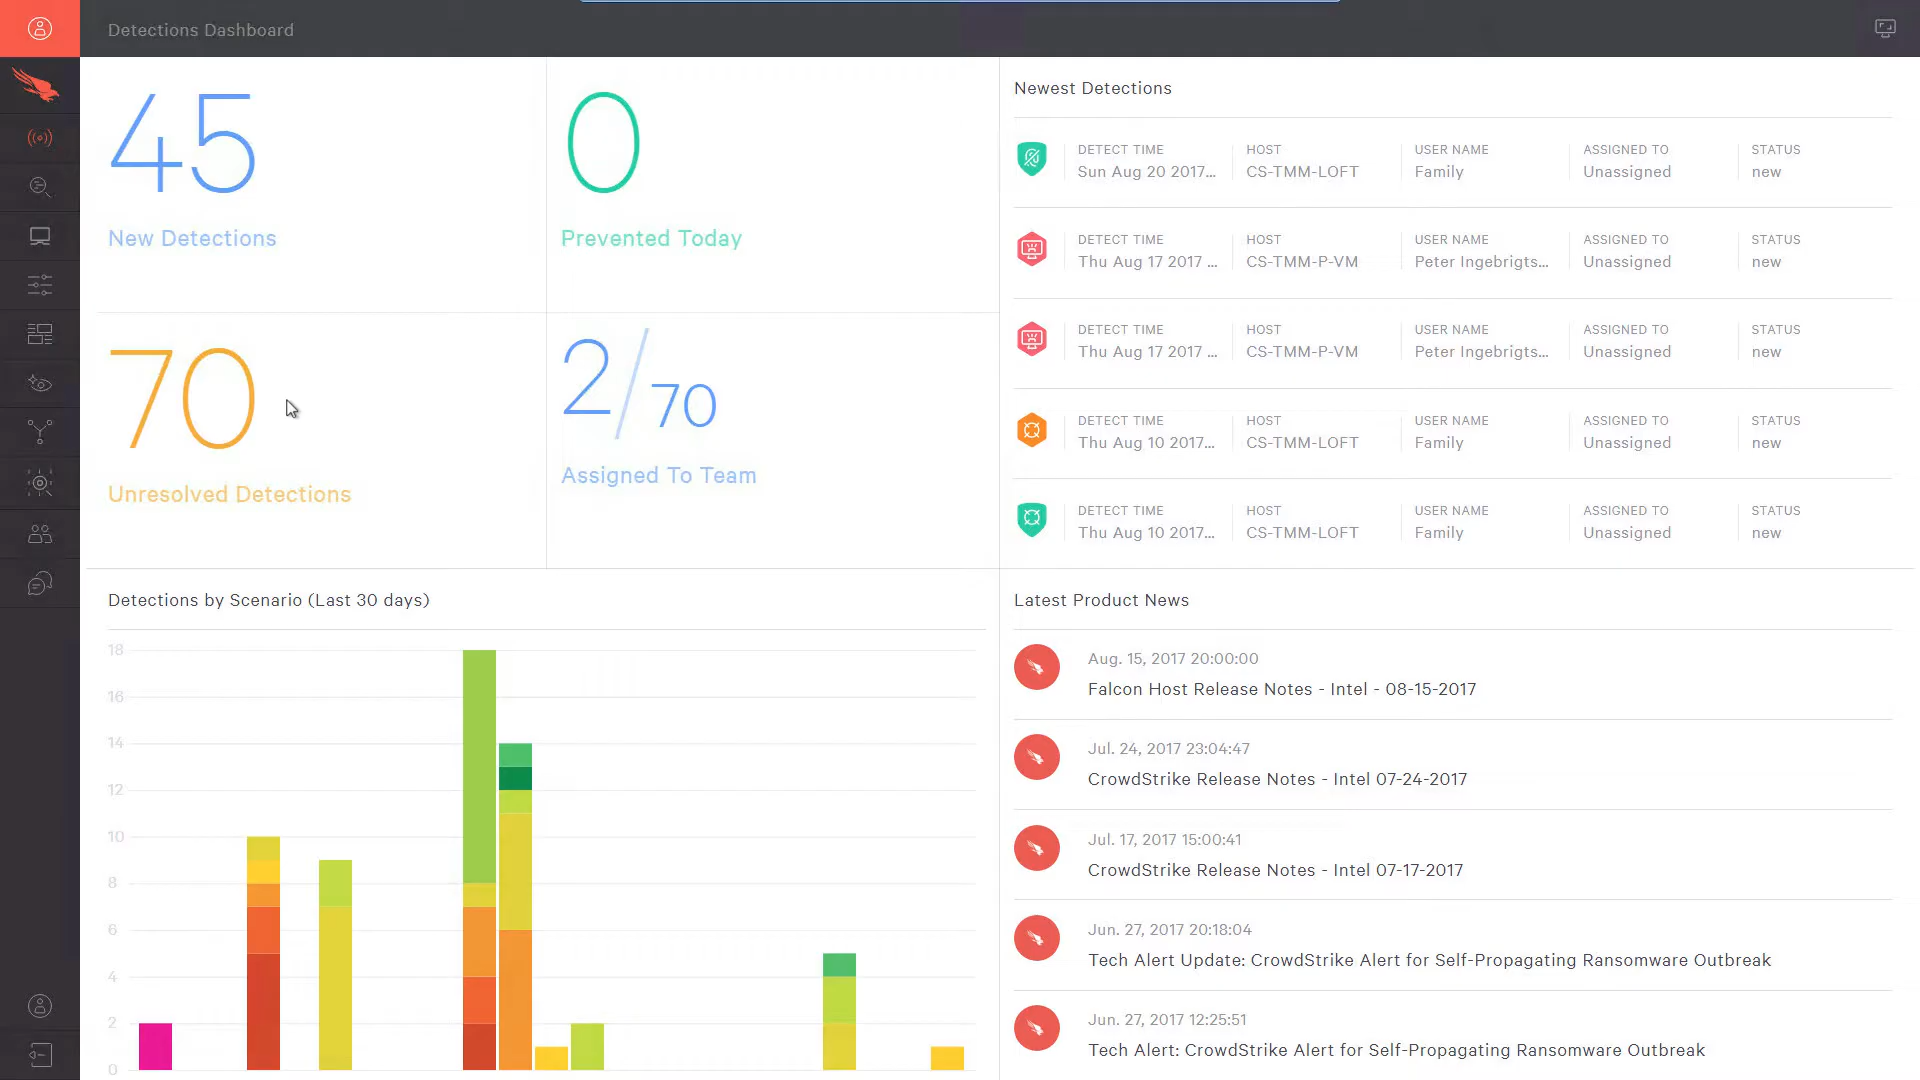 Detections Dashboard
45
New Detections
0
Prevented Today
70
Unresolved Detections
2/70
Assigned To Team
Newest Detections
DETECT TIME HOST USER NAME ASSIGNED TO STATUS
Sun Aug 20 2017... CS-TMM-LOFT Family Unassigned new
DETECT TIME HOST USER NAME ASSIGNED TO STATUS
Thu Aug 17 2017 ... CS-TMM-P-VM Peter Ingebrigts... Unassigned new
DETECT TIME HOST USER NAME ASSIGNED TO STATUS
Thu Aug 17 2017 ... CS-TMM-P-VM Peter Ingebrigts... Unassigned new
DETECT TIME HOST USER NAME ASSIGNED TO STATUS
Thu Aug 10 2017... CS-TMM-LOFT Family Unassigned new
DETECT TIME HOST USER NAME ASSIGNED TO STATUS
Thu Aug 10 2017... CS-TMM-LOFT Family Unassigned new
Detections by Scenario (Last 30 days)
18
16
14
12
10
8
6
4
2
0
Latest Product News
Aug. 15, 2017 20:00:00
Falcon Host Release Notes - Intel - 08-15-2017
Jul. 24, 2017 23:04:47
CrowdStrike Release Notes - Intel 07-24-2017
Jul. 17, 2017 15:00:41
CrowdStrike Release Notes - Intel 07-17-2017
Jun. 27, 2017 20:18:04
Tech Alert Update: CrowdStrike Alert for Self-Propagating Ransomware Outbreak
Jun. 27, 2017 12:25:51
Tech Alert: CrowdStrike Alert for Self-Propagating Ransomware Outbreak